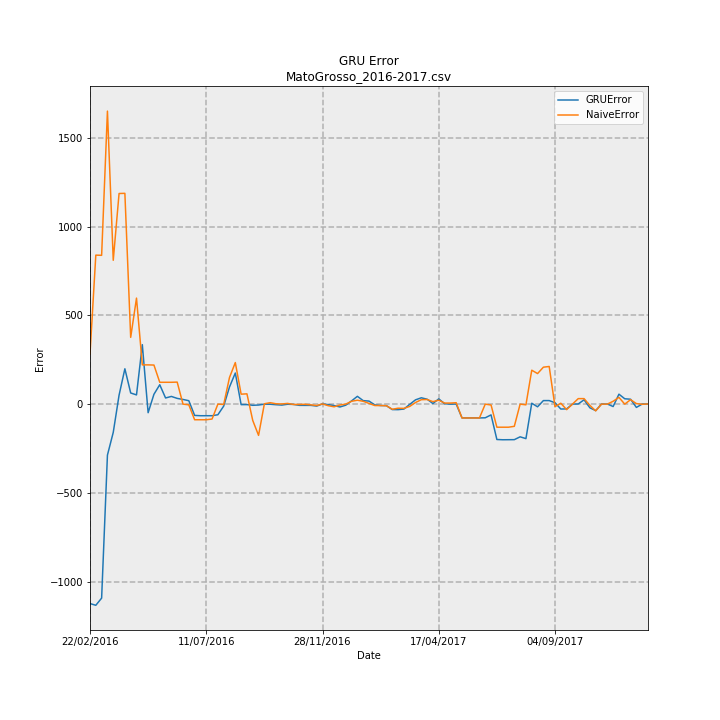 GRU Error
MatoGrosso_2016-2017.csv
GRUError
NaiveError
1500
1000
500
0
−500
−1000
Error
22/02/2016 11/07/2016 28/11/2016 17/04/2017 04/09/2017
Date